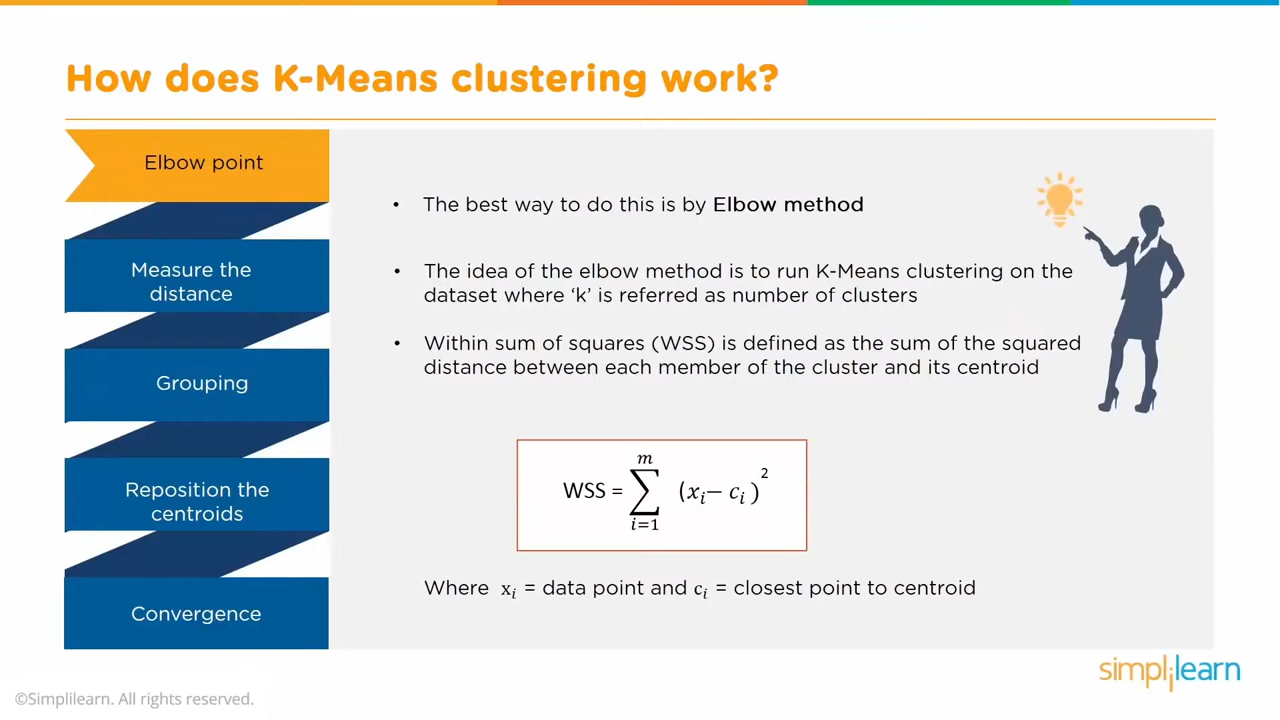 How does K-Means clustering work?
Elbow point
Measure the
distance
Grouping
Reposition the
centroids
Convergence
• The best way to do this is by Elbow method
• The idea of the elbow method is to run K-Means clustering on the
dataset where ‘k’ is referred as number of clusters
• Within sum of squares (WSS) is defined as the sum of the squared
distance between each member of the cluster and its centroid
WSS = ∑ᵢ₌₁ᵐ (xᵢ – cᵢ)²
Where xᵢ = data point and cᵢ = closest point to centroid
simplilearn
©Simplilearn. All rights reserved.